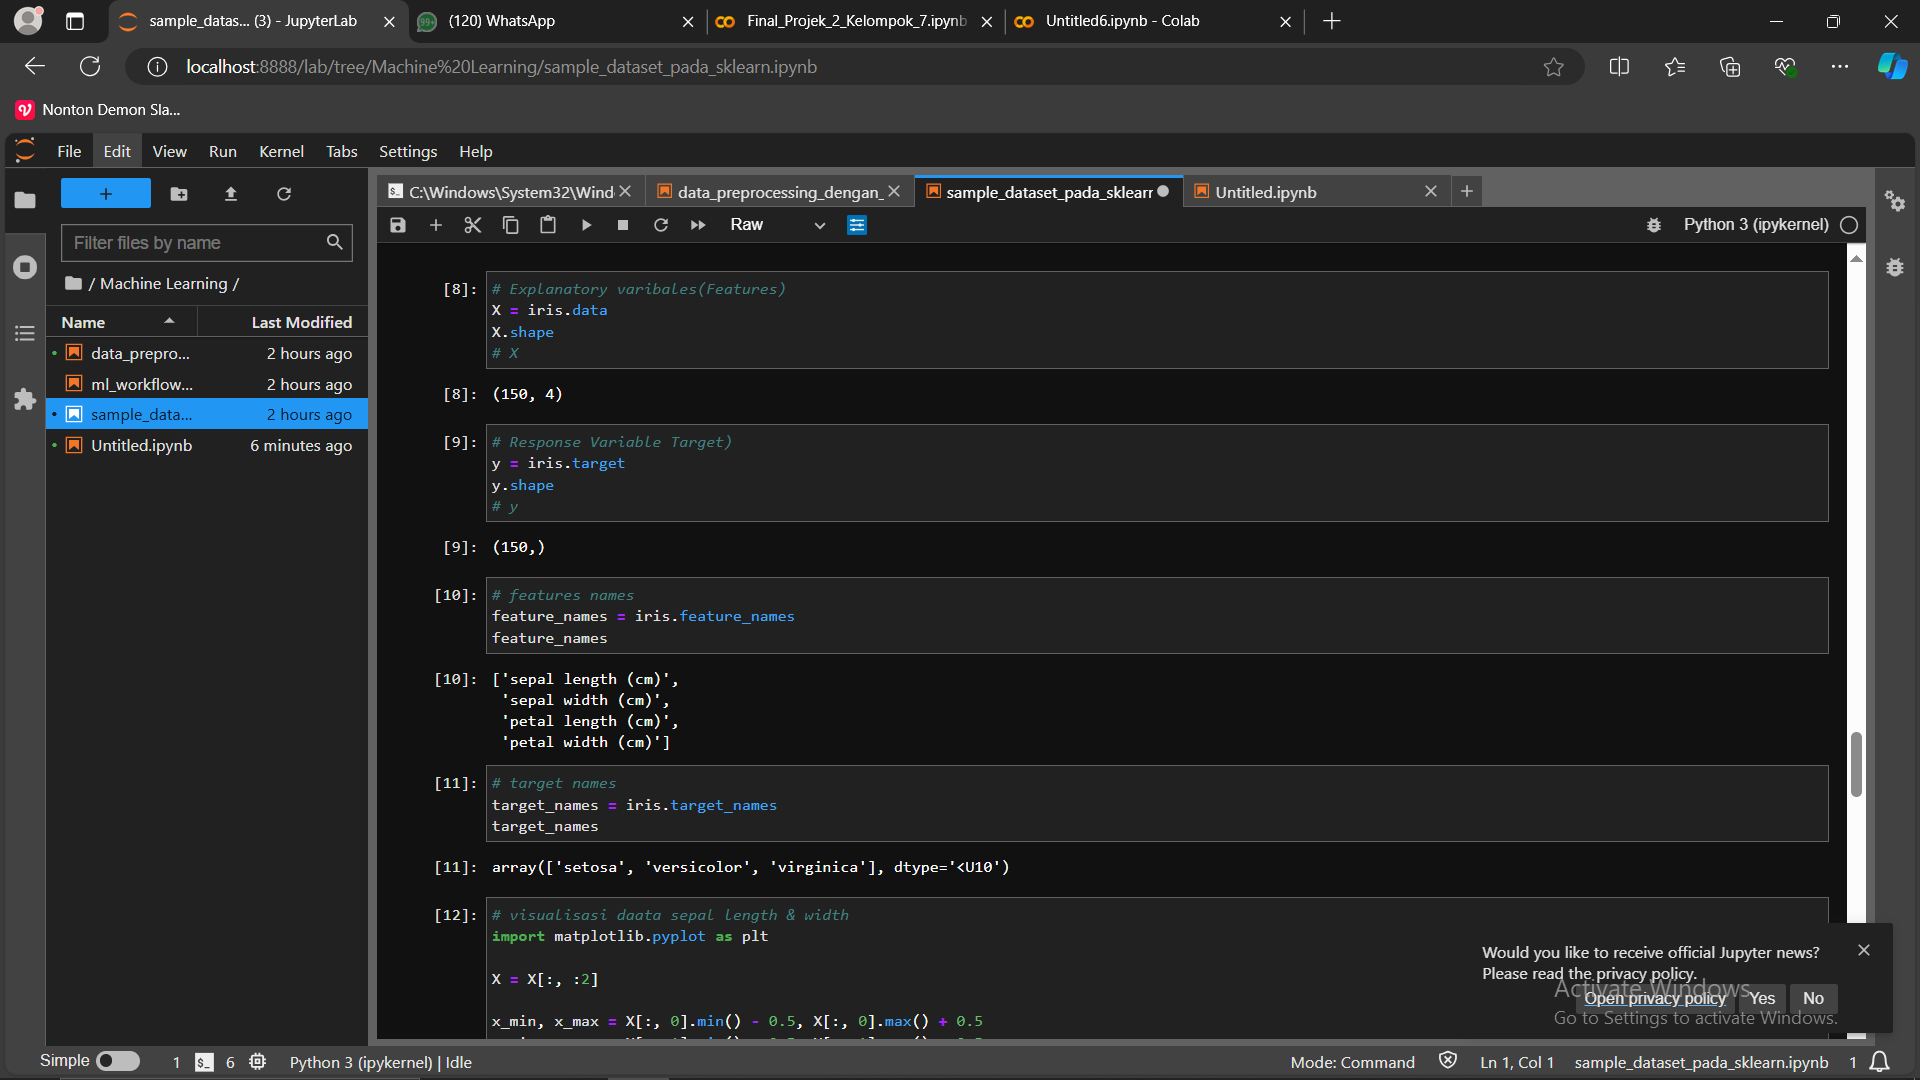 sample_datas... (3) - JupyterLab
(120) WhatsApp
Final_Projek_2_Kelompok_7.ipynb
Untitled6.ipynb - Colab
localhost:8888/lab/tree/Machine%20Learning/sample_dataset_pada_sklearn.ipynb
Nonton Demon Sla...
File Edit View Run Kernel Tabs Settings Help
C:\Windows\System32\Wind
data_preprocessing_dengan_
sample_dataset_pada_sklearr
Untitled.ipynb
Raw
Python 3 (ipykernel)
Filter files by name
/ Machine Learning /
Name Last Modified
data_prepro... 2 hours ago
ml_workflow... 2 hours ago
sample_data... 2 hours ago
Untitled.ipynb 6 minutes ago
[8]: # Explanatory varibales(Features)
X = iris.data
X.shape
# X
[8]: (150, 4)
[9]: # Response Variable Target)
y = iris.target
y.shape
# y
[9]: (150,)
[10]: # features names
feature_names = iris.feature_names
feature_names
[10]: ['sepal length (cm)',
'sepal width (cm)',
'petal length (cm)',
'petal width (cm)']
[11]: # target names
target_names = iris.target_names
target_names
[11]: array(['setosa', 'versicolor', 'virginica'], dtype='<U10')
[12]: # visualisasi daata sepal length & width
import matplotlib.pyplot as plt
X = X[:, :2]
x_min, x_max = X[:, 0].min() - 0.5, X[:, 0].max() + 0.5
Would you like to receive official Jupyter news?
Please read the privacy policy.
Open privacy policy Yes No
Activate Windows
Go to Settings to activate Windows.
Simple 1 6 Python 3 (ipykernel) | Idle
Mode: Command Ln 1, Col 1 sample_dataset_pada_sklearn.ipynb 1